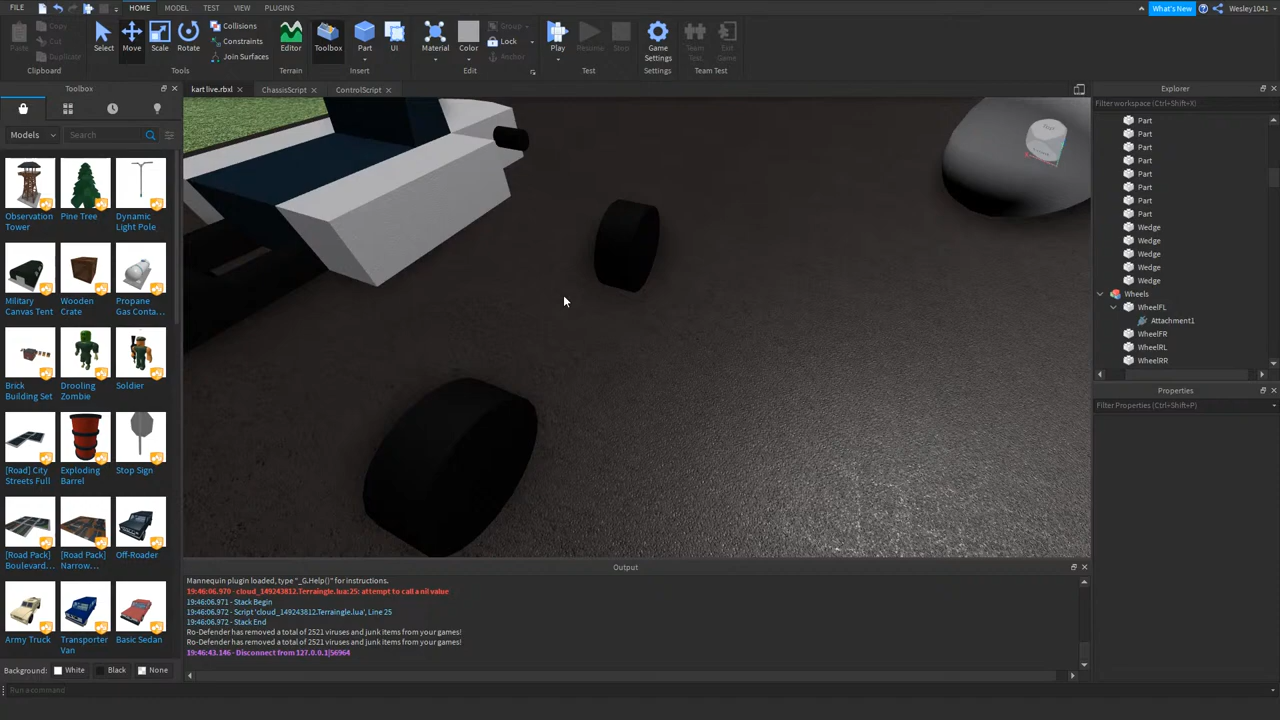 FILE HOME MODEL TEST VIEW PLUGINS What's New Wesley1041
Paste Copy Cut Duplicate Select Move Scale Rotate Collisions Constraints Join Surfaces Editor Toolbox Part UI Material Color Group Lock Anchor Play Resume Stop Game Settings Team Test Exit Game
Clipboard Tools Terrain Insert Edit Test Settings Team Test
Toolbox kart live.rbxl ChassisScript ControlScript Explorer
Filter workspace (Ctrl+Shift+X)
Models Search
Part
Part
Part
Part
Part
Part
Part
Part
Wedge
Wedge
Wedge
Wedge
Wedge
Wheels
WheelFL
Attachment1
WheelFR
WheelRL
WheelRR
Properties
Filter Properties (Ctrl+Shift+P)
Observation Tower
Pine Tree
Dynamic Light Pole
Military Canvas Tent
Wooden Crate
Propane Gas Conta...
Brick Building Set
Drooling Zombie
Soldier
[Road] City Streets Full
Exploding Barrel
Stop Sign
[Road Pack] Boulevard...
[Road Pack] Narrow...
Off-Roader
Army Truck
Transporter Van
Basic Sedan
Background: White Black None
Output
Mannequin plugin loaded, type "_G.Help()" for instructions.
19:46:06.970 - cloud_149243812.Terraingle.lua:25: attempt to call a nil value
19:46:06.971 - Stack Begin
19:46:06.972 - Script 'cloud_149243812.Terraingle.lua', Line 25
19:46:06.972 - Stack End
Ro-Defender has removed a total of 2521 viruses and junk items from your games!
Ro-Defender has removed a total of 2521 viruses and junk items from your games!
19:46:43.146 - Disconnect from 127.0.0.1|56964
Run a command